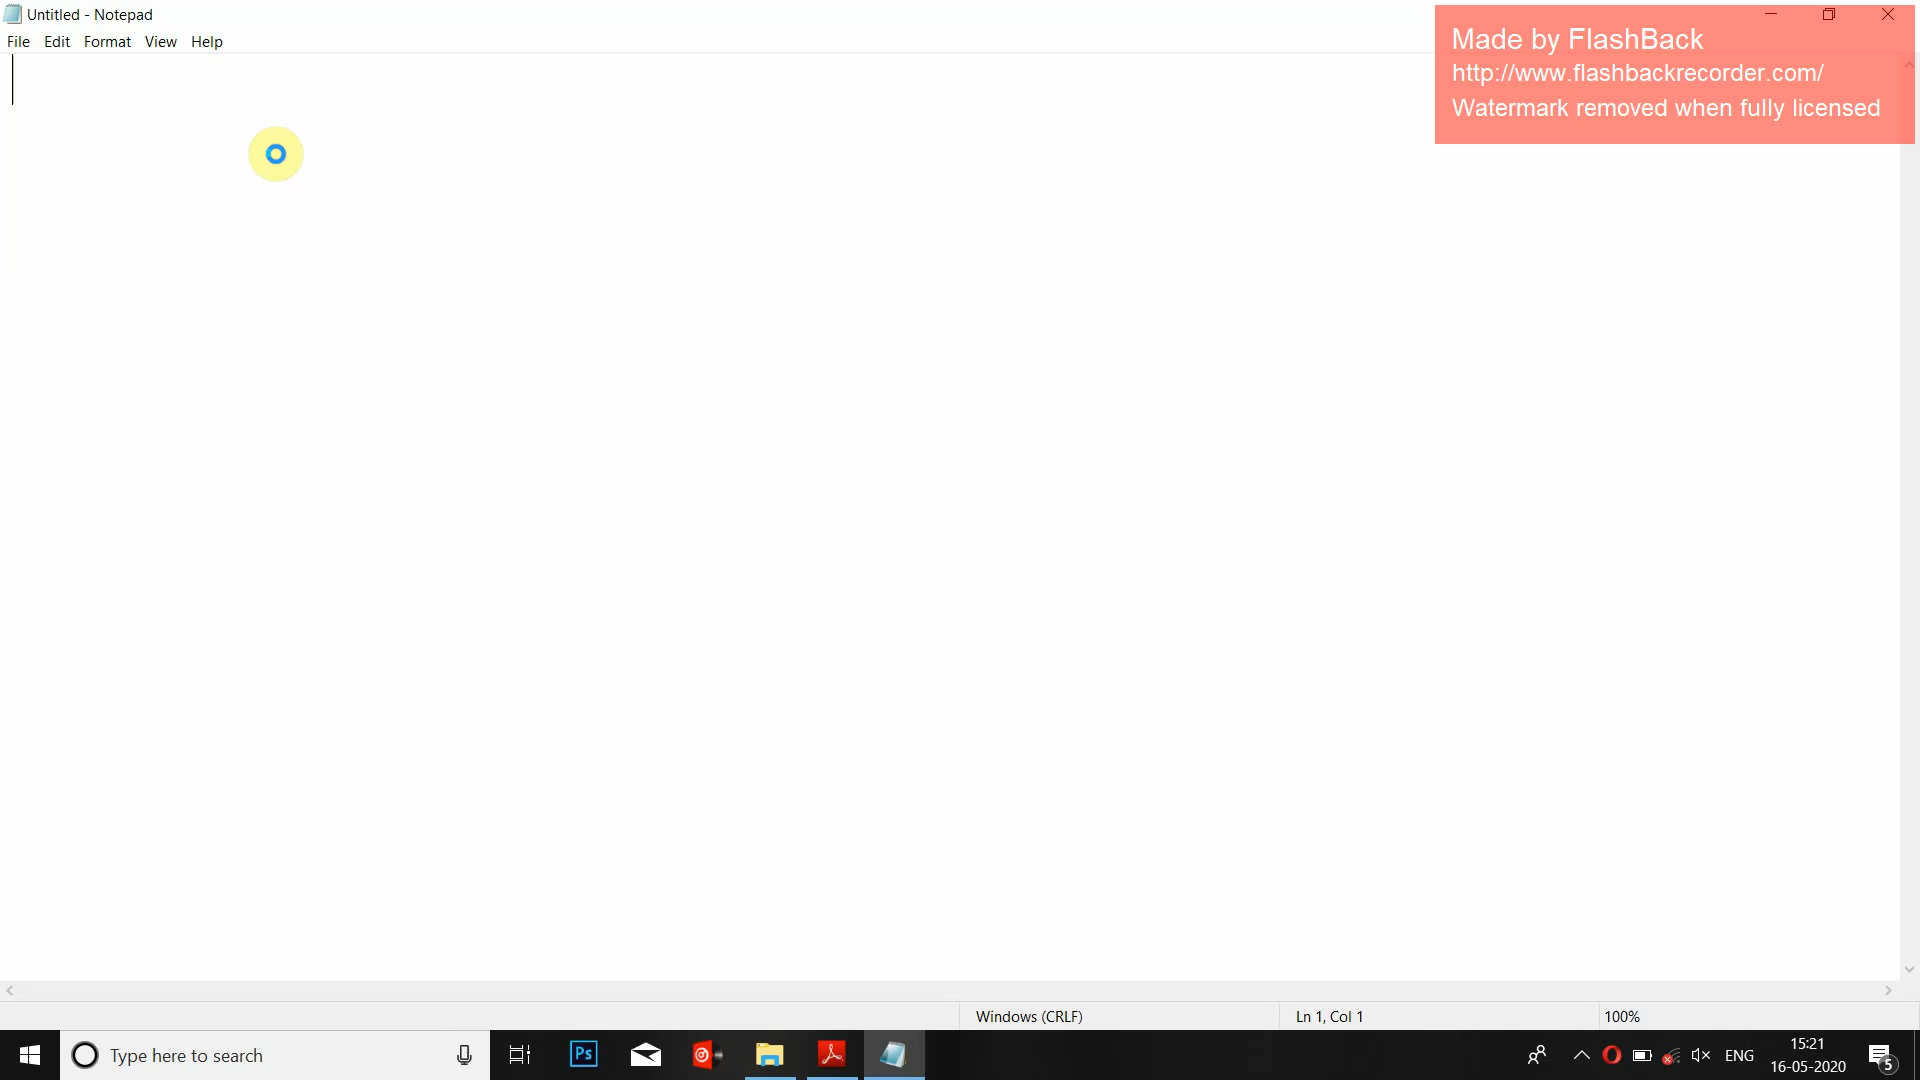 Untitled - Notepad
File Edit Format View Help
Made by FlashBack
http://www.flashbackrecorder.com/
Watermark removed when fully licensed
Windows (CRLF) Ln 1, Col 1 100%
Type here to search
Ps
ENG
15:21
16-05-2020
5